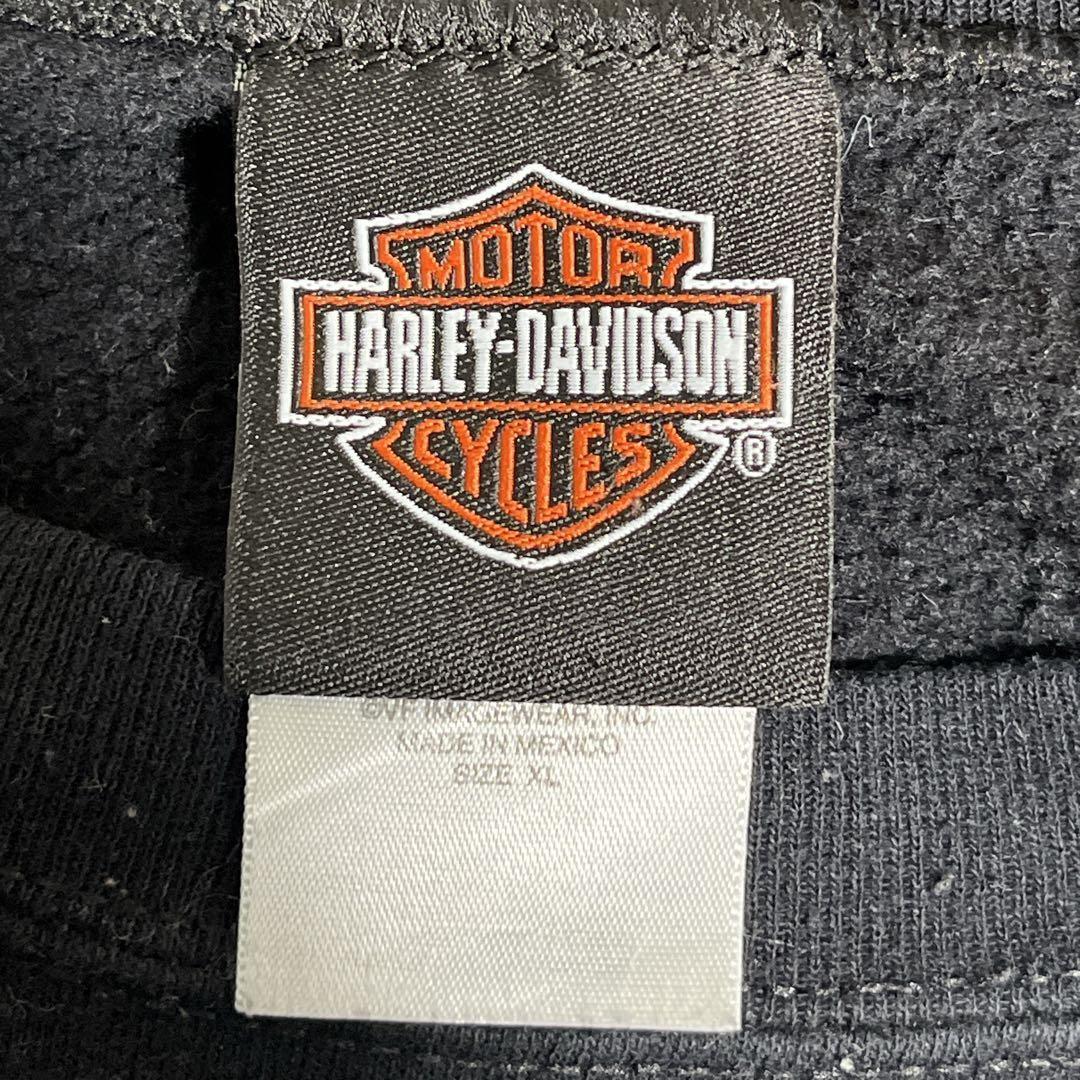 MOTOR
HARLEY-DAVIDSON
CYCLES
®
©VF IMAGEWEAR, INC.
MADE IN MEXICO
SIZE XL